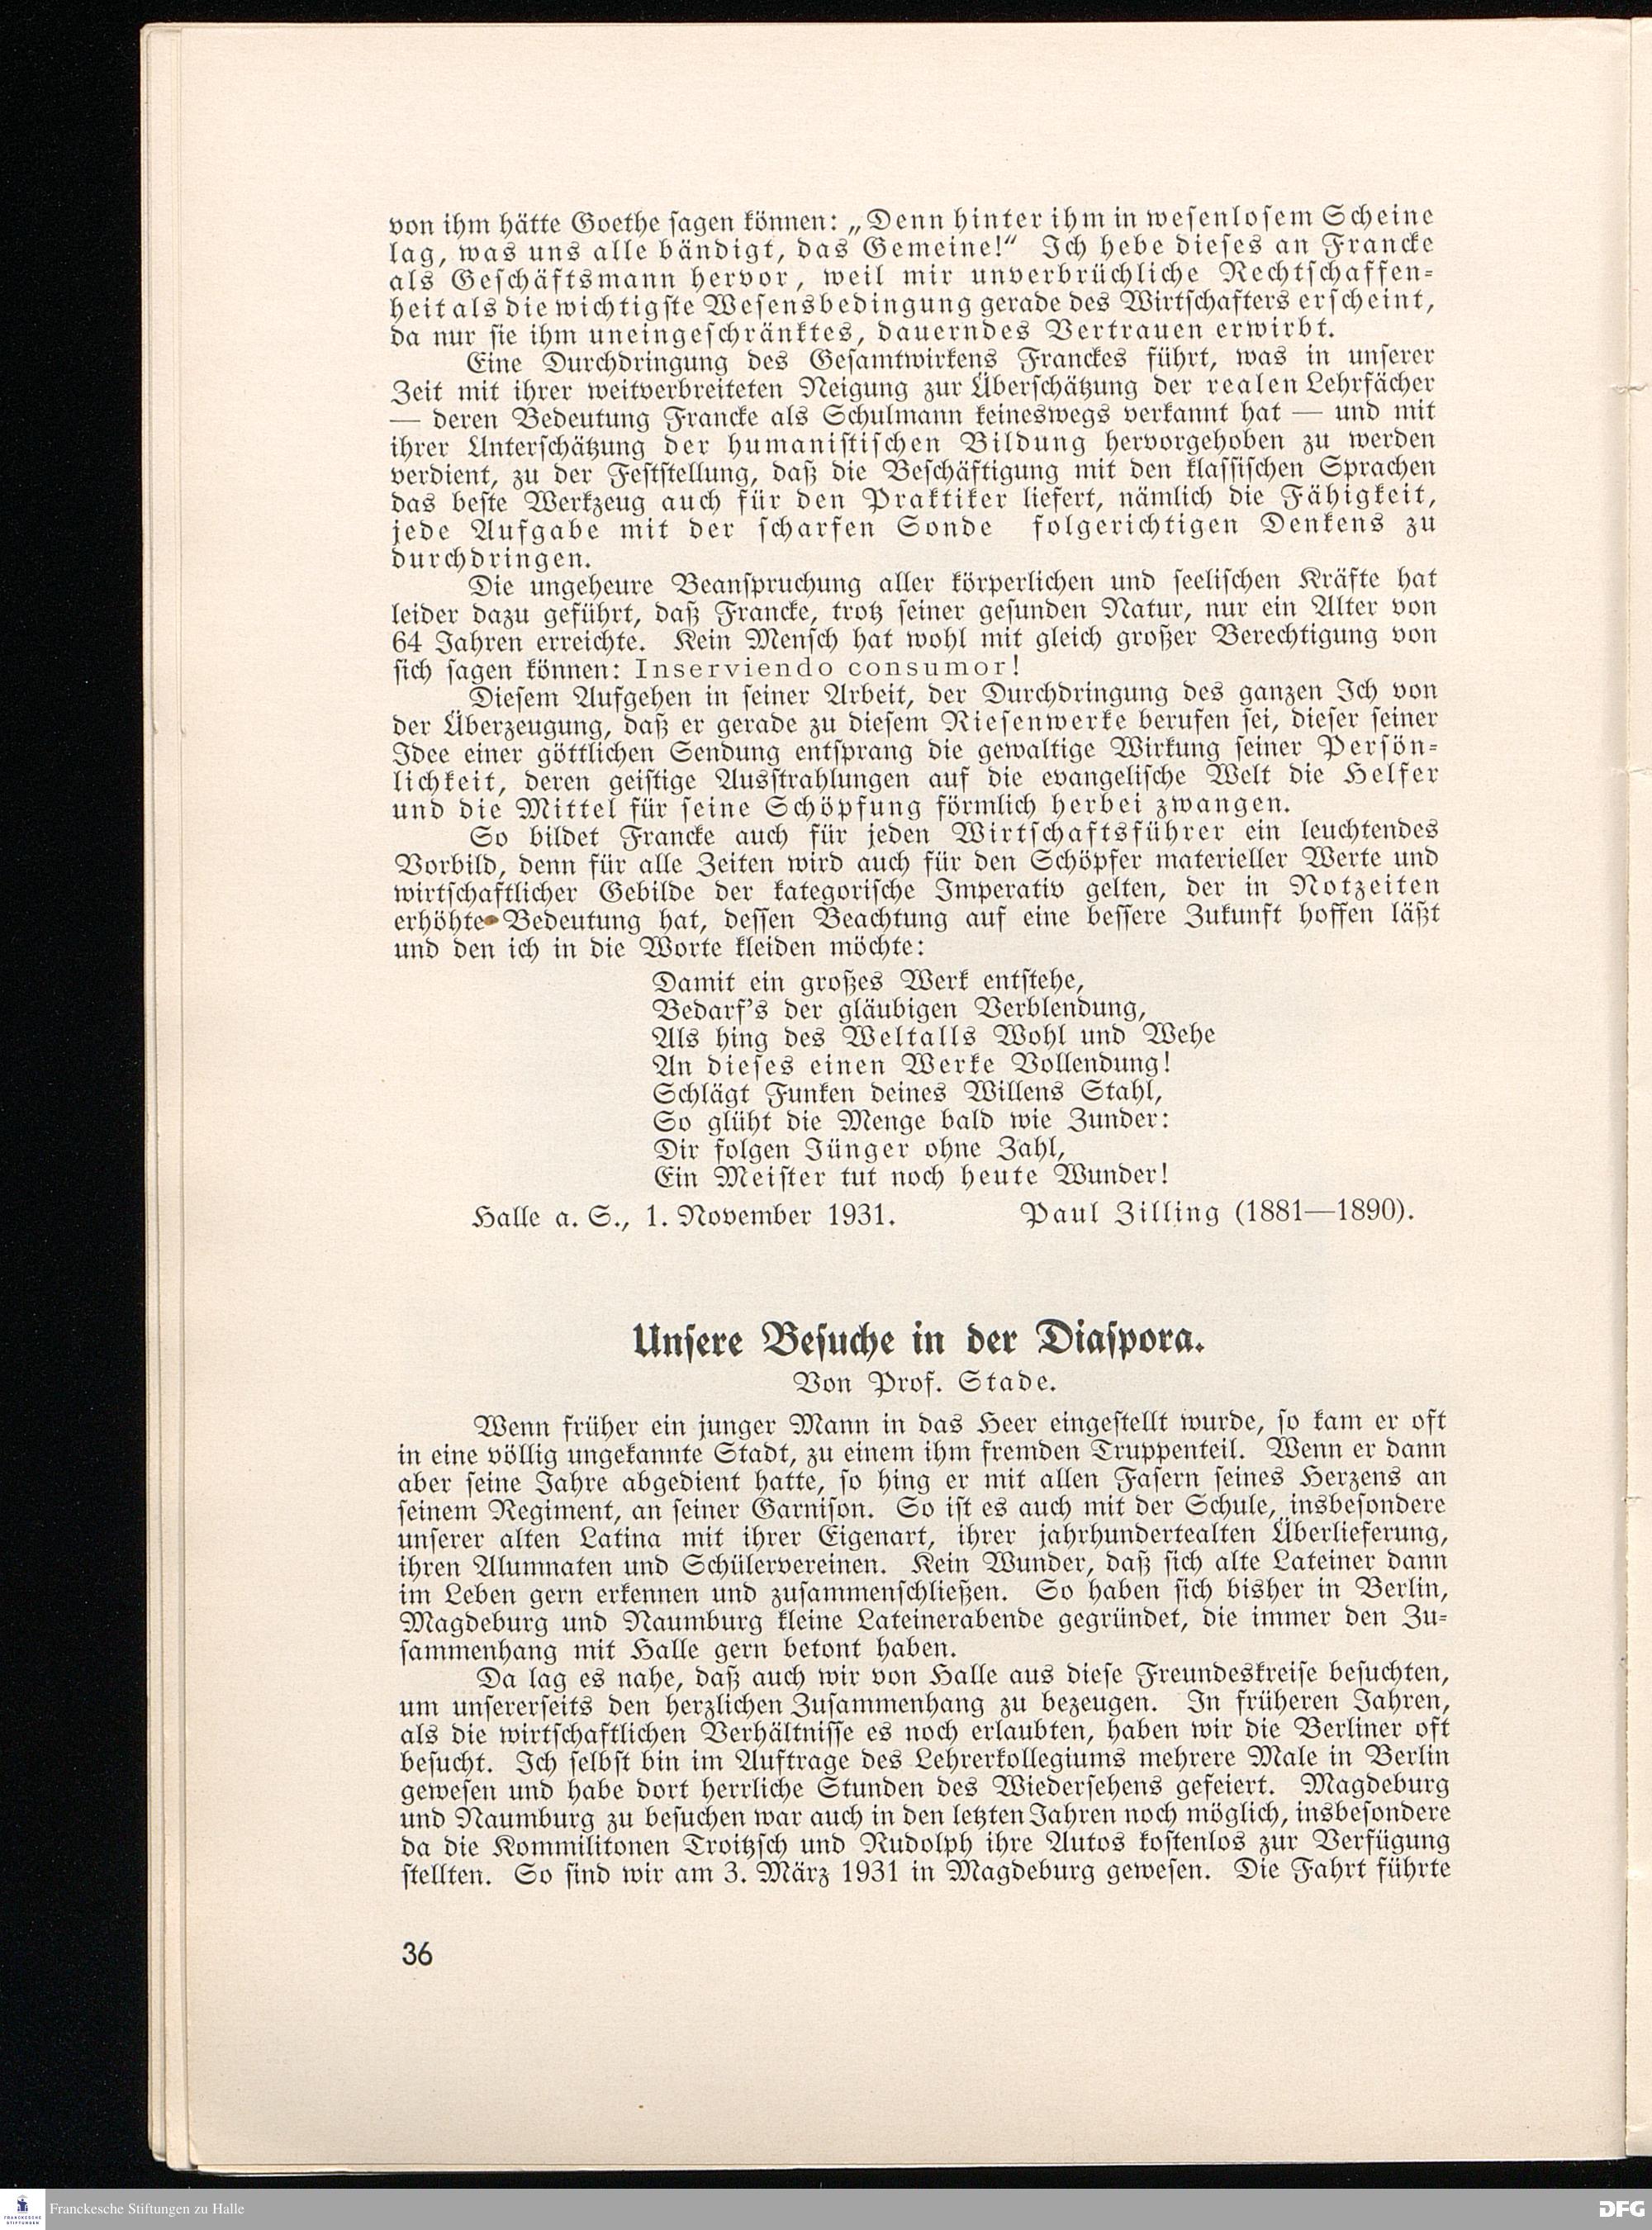 von ihm hätte Goethe sagen können: „Denn hinter ihm in wesenlosem Scheine
lag, was uns alle bändigt, das Gemeine!“ Ich hebe dieses an Francke
als Geschäftsmann hervor, weil mir unverbrüchliche Rechtschaffen-
heit als die wichtigste Wesensbedingung gerade des Wirtschafters erscheint,
da nur sie ihm uneingeschränktes, dauerndes Vertrauen erwirbt.
Eine Durchdringung des Gesamtwirkens Franckes führt, was in unserer
Zeit mit ihrer weitverbreiteten Neigung zur Überschätzung der realen Lehrfächer
— deren Bedeutung Francke als Schulmann keineswegs verkannt hat — und mit
ihrer Unterschätzung der humanistischen Bildung hervorgehoben zu werden
verdient, zu der Feststellung, daß die Beschäftigung mit den klassischen Sprachen
das beste Werkzeug auch für den Praktiker liefert, nämlich die Fähigkeit,
jede Aufgabe mit der scharfen Sonde folgerichtigen Denkens zu
durchdringen.
Die ungeheure Beanspruchung aller körperlichen und seelischen Kräfte hat
leider dazu geführt, daß Francke, trotz seiner gesunden Natur, nur ein Alter von
64 Jahren erreichte. Kein Mensch hat wohl mit gleich großer Berechtigung von
sich sagen können: Inserviendo consumor!
Diesem Aufgehen in seiner Arbeit, der Durchdringung des ganzen Ich von
der Überzeugung, daß er gerade zu diesem Riesenwerke berufen sei, dieser seiner
Idee einer göttlichen Sendung entsprang die gewaltige Wirkung seiner Persön-
lichkeit, deren geistige Ausstrahlungen auf die evangelische Welt die Helfer
und die Mittel für seine Schöpfung förmlich herbei zwangen.
So bildet Francke auch für jeden Wirtschaftsführer ein leuchtendes
Vorbild, denn für alle Zeiten wird auch für den Schöpfer materieller Werte und
wirtschaftlicher Gebilde der kategorische Imperativ gelten, der in Notzeiten
erhöhte Bedeutung hat, dessen Beachtung auf eine bessere Zukunft hoffen läßt
und den ich in die Worte kleiden möchte:
Damit ein großes Werk entstehe,
Bedarf's der gläubigen Verblendung,
Als hing des Weltalls Wohl und Wehe
An dieses einen Werke Vollendung!
Schlägt Funken deines Willens Stahl,
So glüht die Menge bald wie Zunder:
Dir folgen Jünger ohne Zahl,
Ein Meister tut noch heute Wunder!
Halle a. S., 1. November 1931. Paul Zilling (1881—1890).
Unsere Besuche in der Diaspora.
Von Prof. Stade.
Wenn früher ein junger Mann in das Heer eingestellt wurde, so kam er oft
in eine völlig ungekannte Stadt, zu einem ihm fremden Truppenteil. Wenn er dann
aber seine Jahre abgedient hatte, so hing er mit allen Fasern seines Herzens an
seinem Regiment, an seiner Garnison. So ist es auch mit der Schule, insbesondere
unserer alten Latina mit ihrer Eigenart, ihrer jahrhundertealten Überlieferung,
ihren Alumnaten und Schülervereinen. Kein Wunder, daß sich alte Lateiner dann
im Leben gern erkennen und zusammenschließen. So haben sich bisher in Berlin,
Magdeburg und Naumburg kleine Lateinerabende gegründet, die immer den Zu-
sammenhang mit Halle gern betont haben.
Da lag es nahe, daß auch wir von Halle aus diese Freundeskreise besuchten,
um unsererseits den herzlichen Zusammenhang zu bezeugen. In früheren Jahren,
als die wirtschaftlichen Verhältnisse es noch erlaubten, haben wir die Berliner oft
besucht. Ich selbst bin im Auftrage des Lehrerkollegiums mehrere Male in Berlin
gewesen und habe dort herrliche Stunden des Wiedersehens gefeiert. Magdeburg
und Naumburg zu besuchen war auch in den letzten Jahren noch möglich, insbesondere
da die Kommilitonen Troitzsch und Rudolph ihre Autos kostenlos zur Verfügung
stellten. So sind wir am 3. März 1931 in Magdeburg gewesen. Die Fahrt führte
36
FRANCKESCHE
STIFTUNGEN
Franckesche Stiftungen zu Halle
DFG